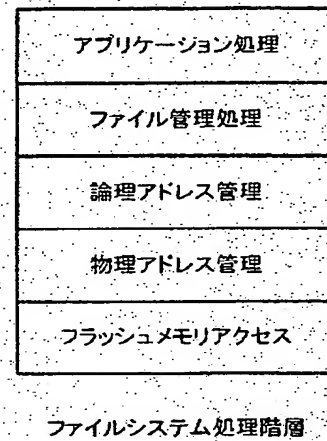 アプリケーション処理
ファイル管理処理
論理アドレス管理
物理アドレス管理
フラッシュメモリアクセス
ファイルシステム処理階層